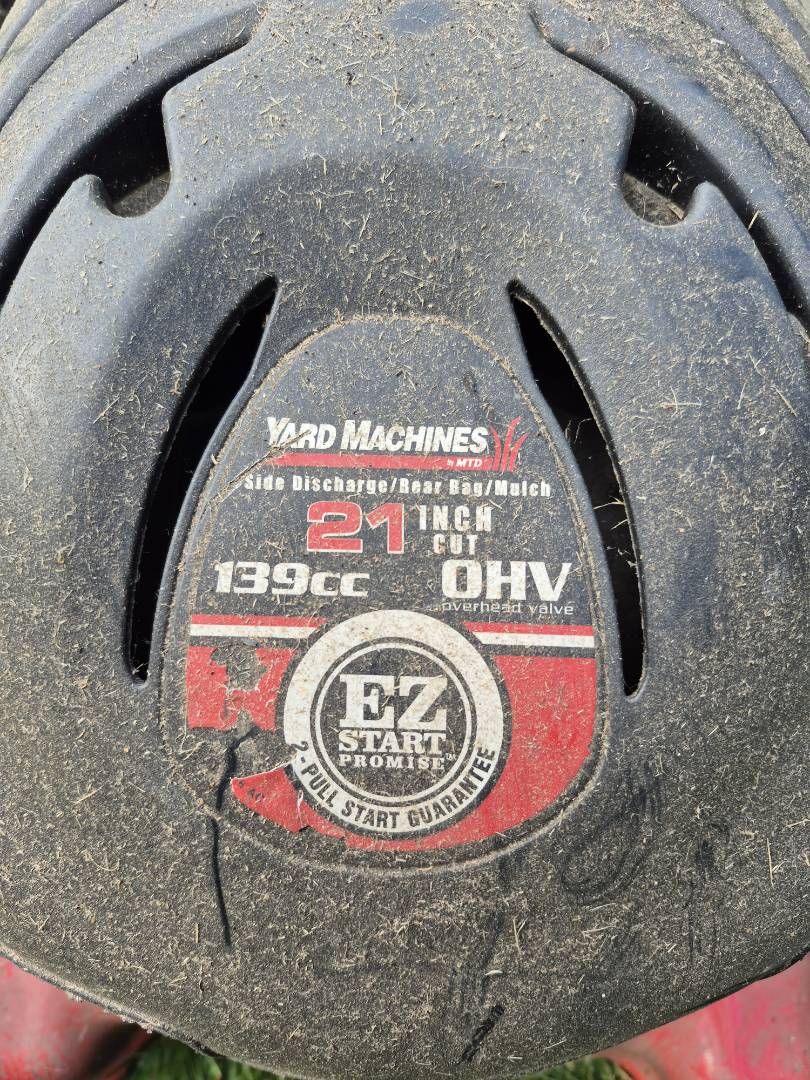 YARD MACHINES
by MTD
Side Discharge/Rear Bag/Mulch
21 INCH
CUT
139cc OHV
overhead valve
EZ
START
PROMISE
2-PULL START GUARANTEE